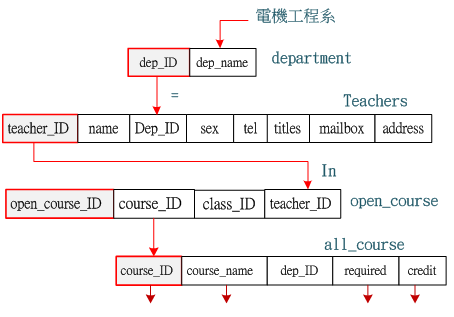 電機工程系
dep_ID dep_name department
=
Teachers
teacher_ID name Dep_ID sex tel titles mailbox address
In
open_course_ID course_ID class_ID teacher_ID open_course
all_course
course_ID course_name dep_ID required credit